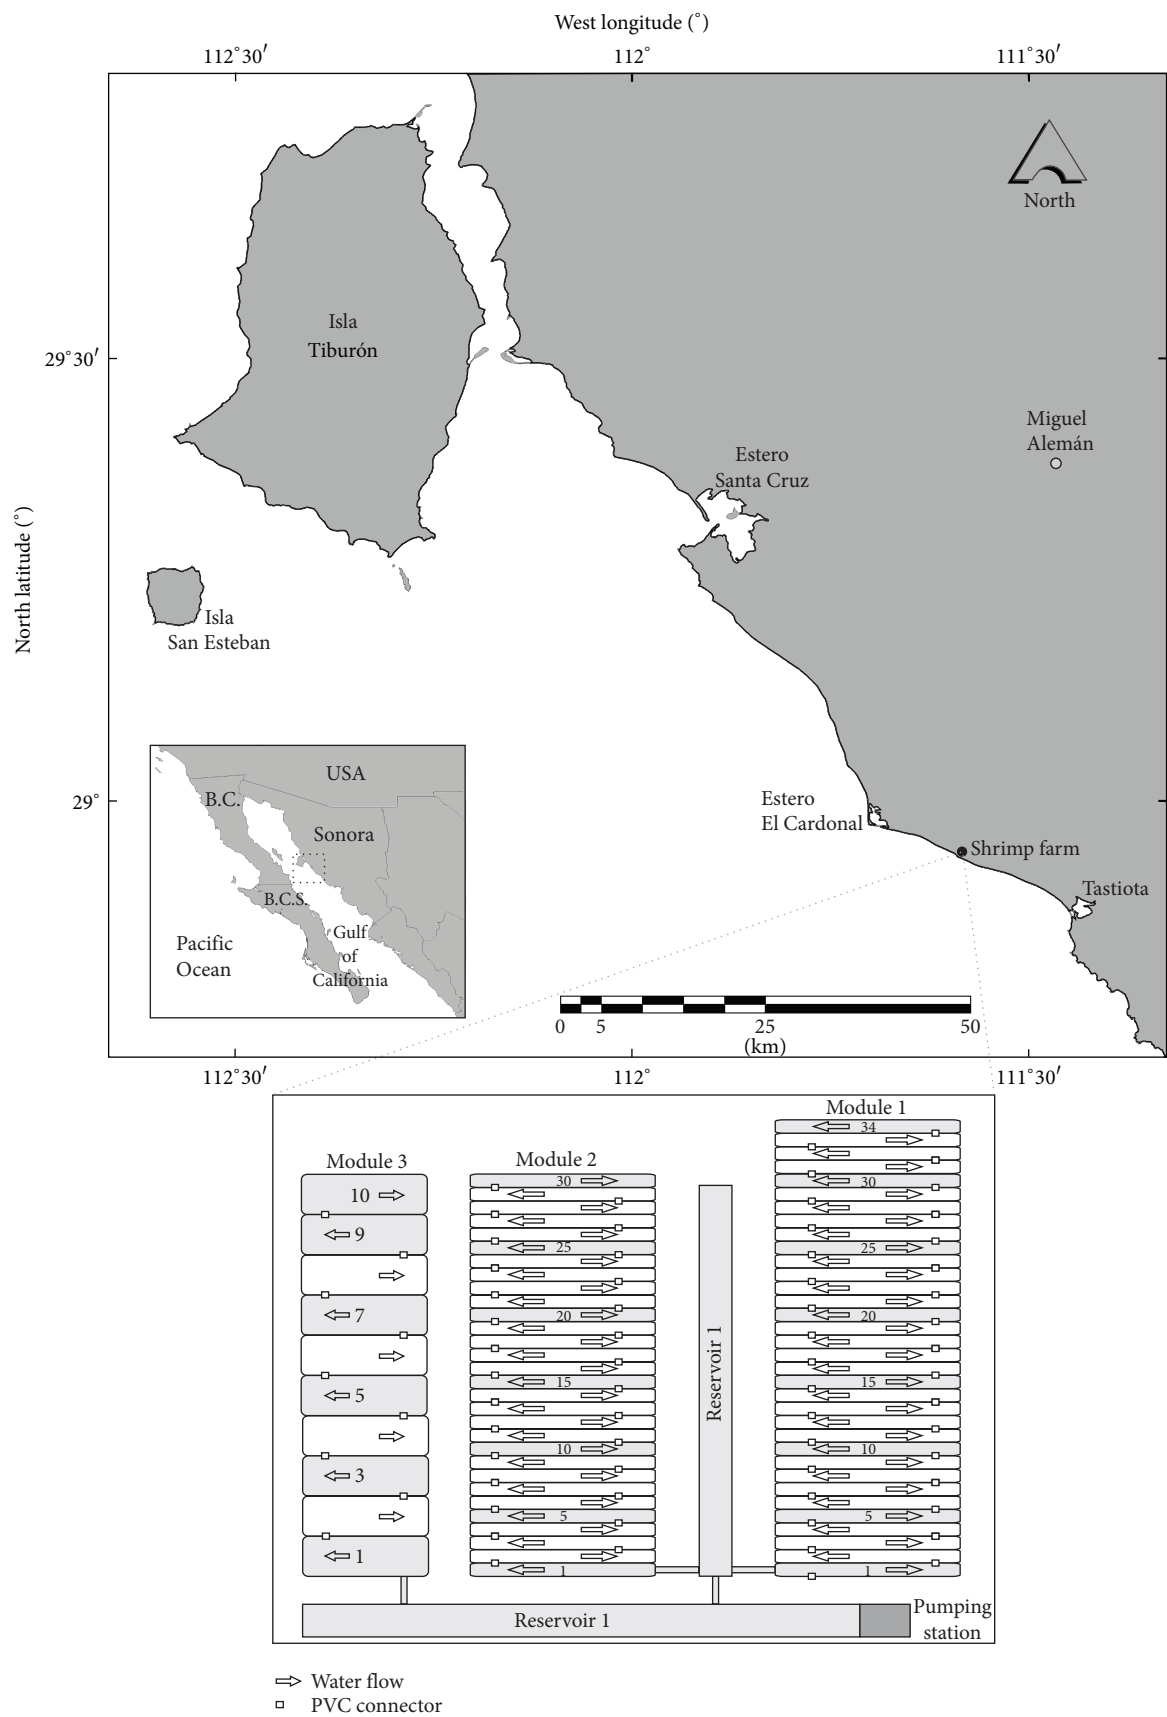 West longitude (°)
112°30′
112°
111°30′
North
Isla
Tiburón
29°30′
Miguel
Alemán
Estero
Santa Cruz
North latitude (°)
Isla
San Esteban
USA
B.C.
Sonora
B.C.S.
Gulf
of
California
Pacific
Ocean
29°
Estero
El Cardonal
Shrimp farm
Tastiota
0 5 25 50
(km)
112°30′
112°
111°30′
Module 3
10
9
7
5
3
1
Module 2
30
25
20
15
10
5
1
Reservoir 1
Module 1
34
30
25
20
15
10
5
1
Reservoir 1
Pumping
station
Water flow
PVC connector